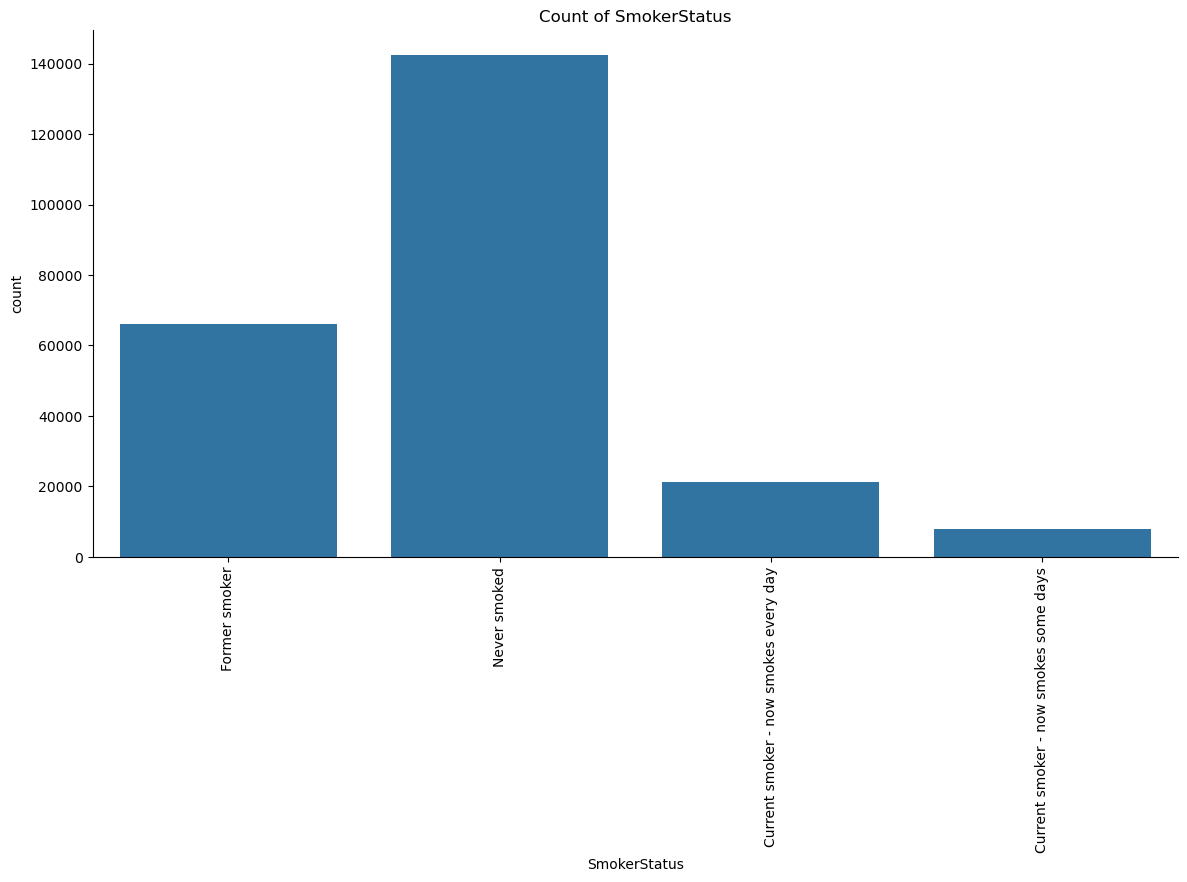 Count of SmokerStatus
140000
120000
100000
80000
60000
40000
20000
0
count
Former smoker
Never smoked
Current smoker - now smokes every day
Current smoker - now smokes some days
SmokerStatus